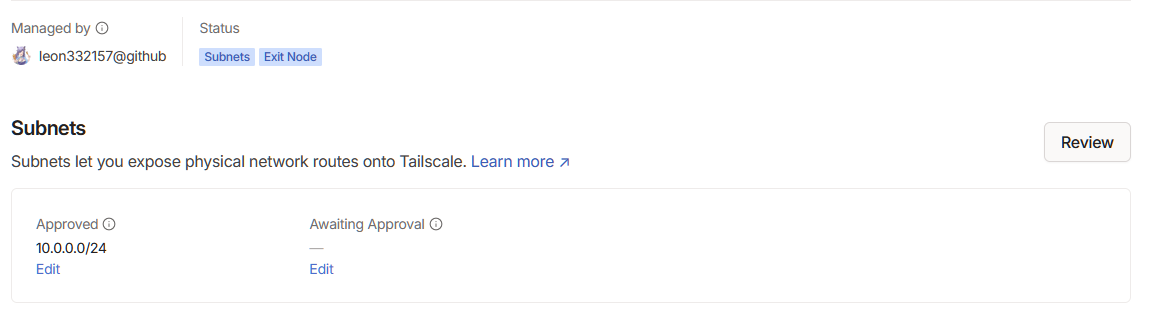 Managed by
Status
leon332157@github
Subnets
Exit Node
Subnets
Review
Subnets let you expose physical network routes onto Tailscale. Learn more ↗
Approved
Awaiting Approval
10.0.0.0/24
—
Edit
Edit